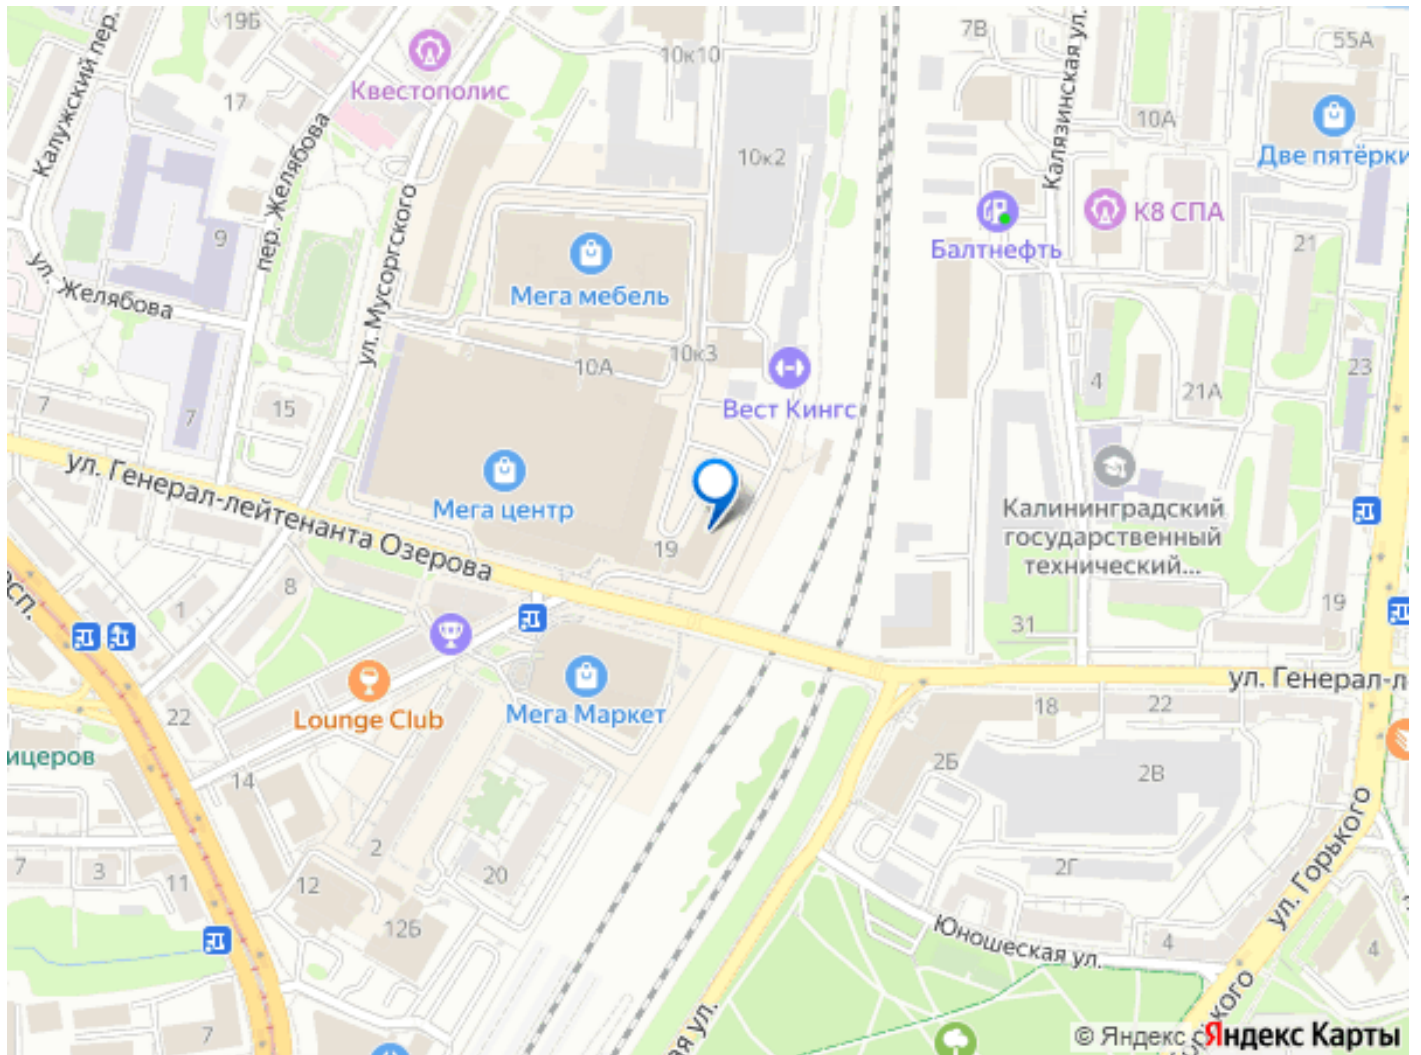 19Б
10к10
7В
Калязинская ул.
55А
Квестополис
Калужский пер.
17
пер. Желябова
10к2
10А
Две пятёрки
К8 СПА
Балтнефть
ул. Мусоргского
9
21
ул. Желябова
Мега мебель
10к3
10А
4
21А
23
7
15
7
Вест Кингс
ул. Генерал-лейтенанта Озерова
Мега центр
Калининградский
государственный
технический...
19
8
1
31
19
Lounge Club
Мега Маркет
22
18
22
ул. Генерал-л
ицеров
14
2Б
2В
2
7
3
11
12
20
2Г
ул. Горького
12Б
Юношеская ул.
4
4
7
ая ул.
© Яндекс
Яндекс Карты